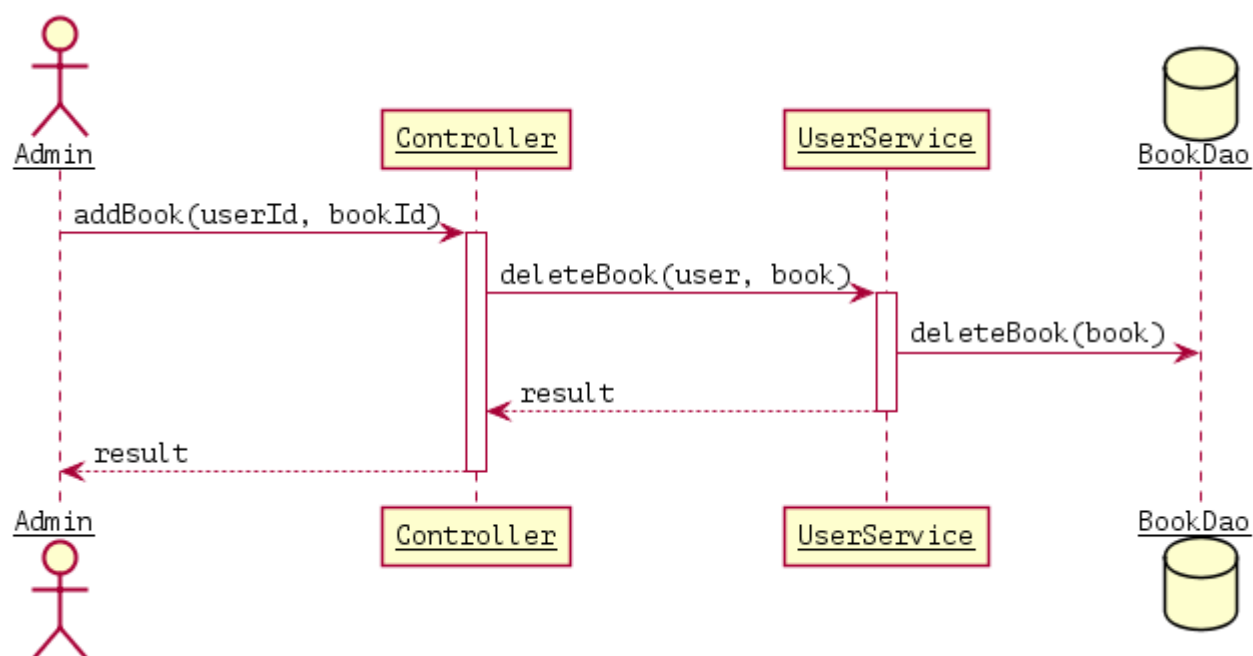 Admin
Controller
UserService
BookDao
addBook(userId, bookId)
deleteBook(user, book)
deleteBook(book)
result
result
Admin
Controller
UserService
BookDao